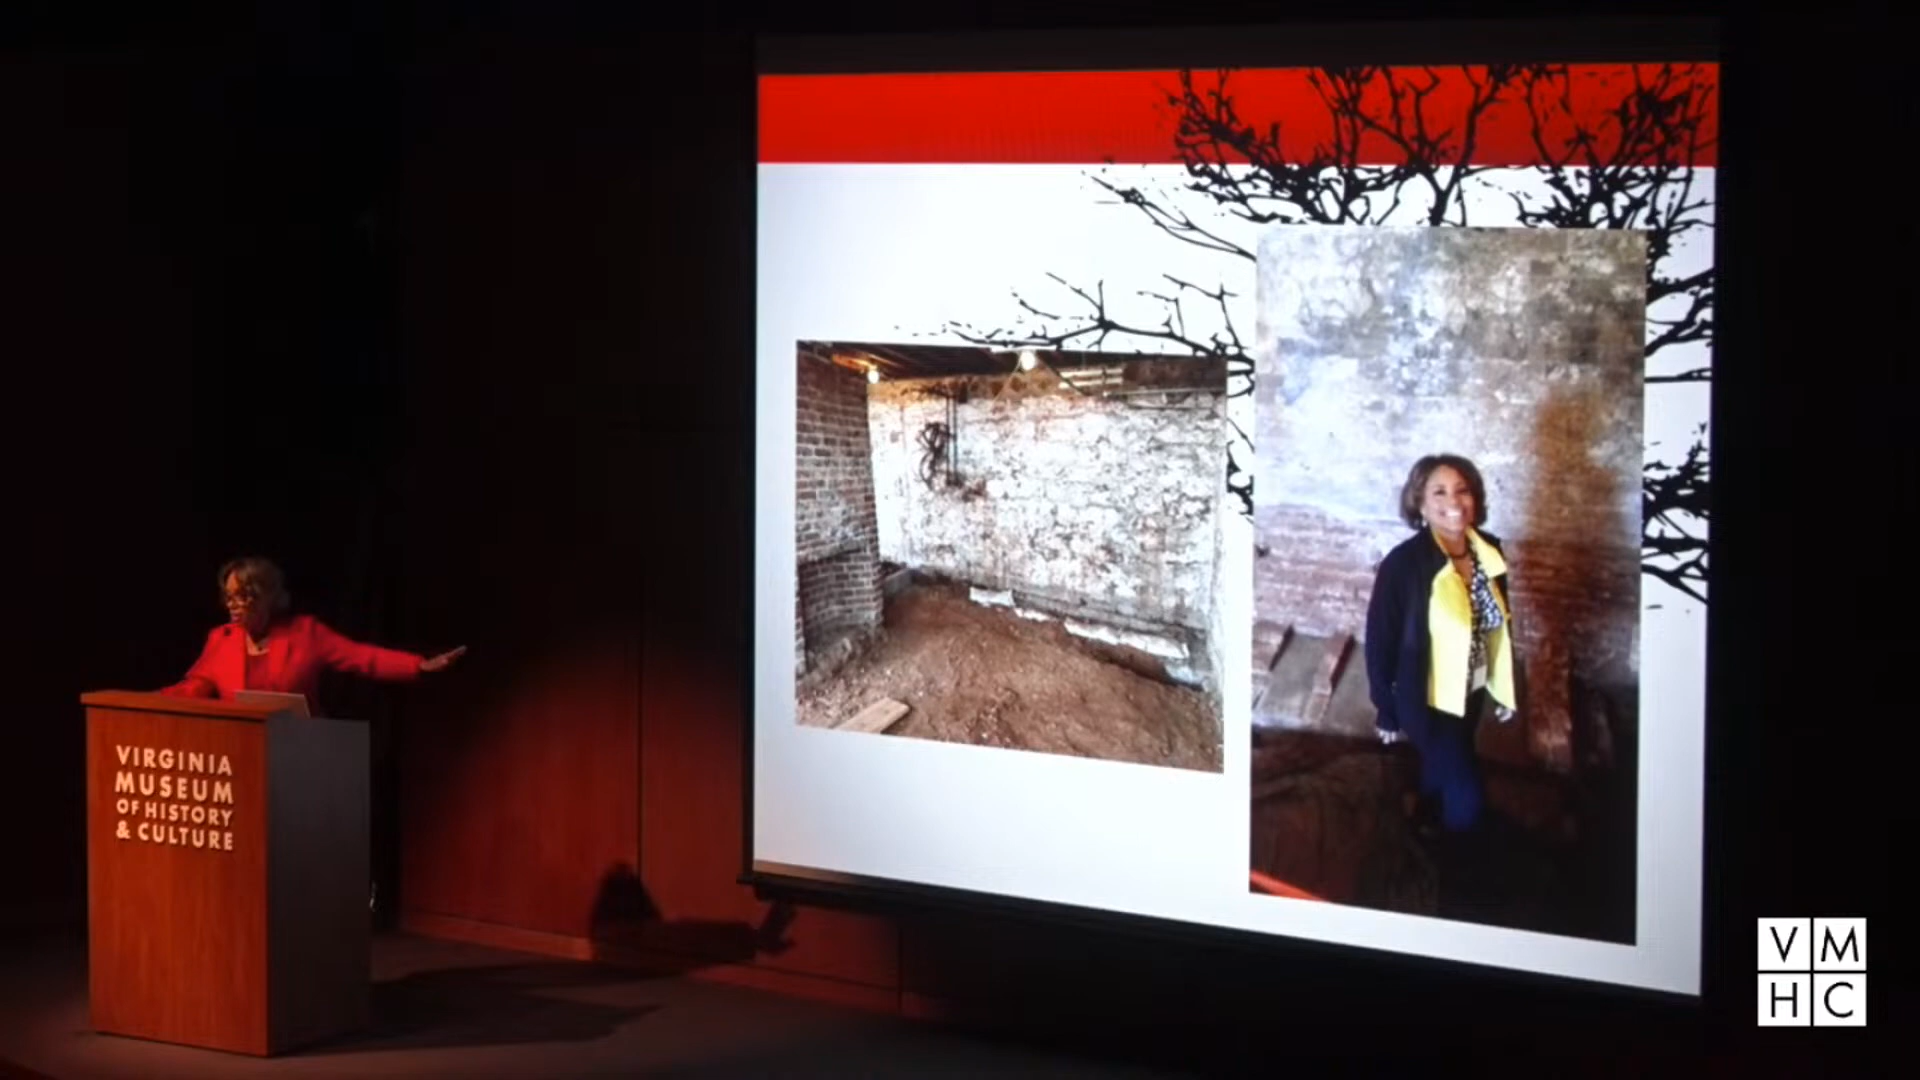 VIRGINIA
MUSEUM
OF HISTORY
& CULTURE
VM
HC